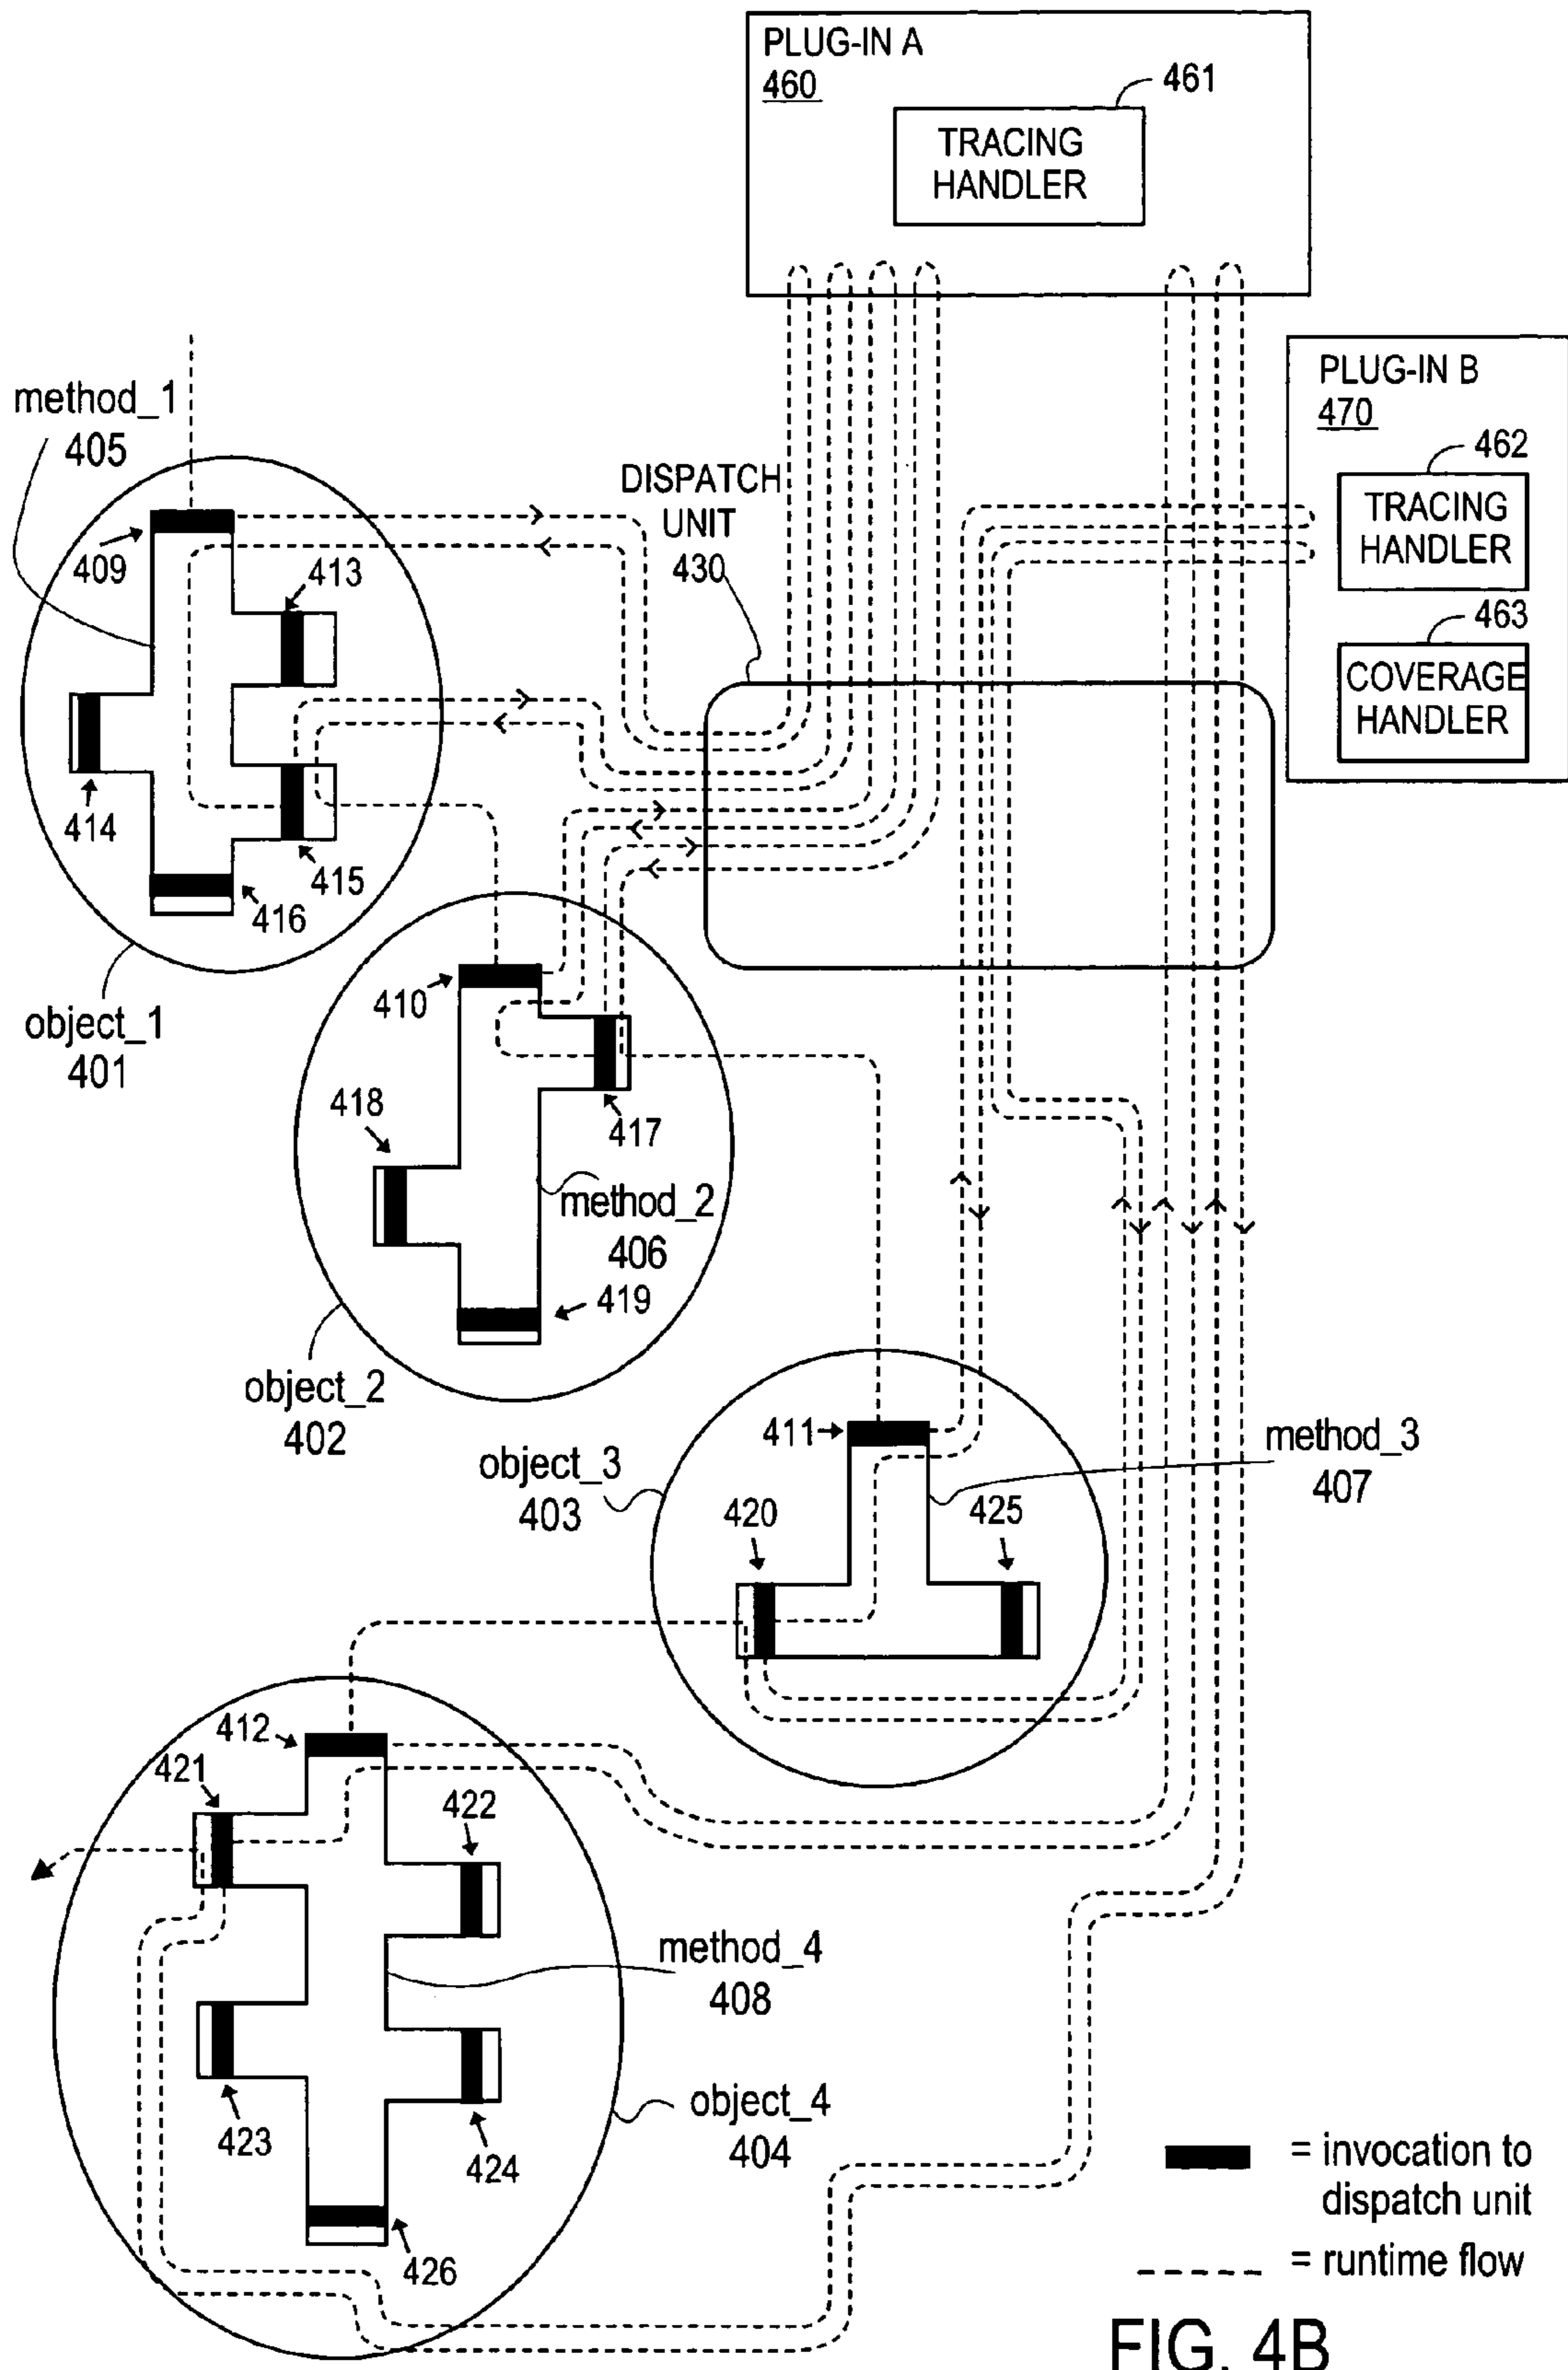 PLUG-IN A
460
461
TRACING
HANDLER
PLUG-IN B
470
462
TRACING
HANDLER
463
COVERAGE
HANDLER
method_1
405
DISPATCH
UNIT
430
409
413
414
415
416
object_1
401
410
417
418
method_2
406
419
object_2
402
411
method_3
407
object_3
403
420
425
412
421
422
method_4
408
423
424
object_4
404
426
= invocation to
dispatch unit
= runtime flow
FIG. 4B